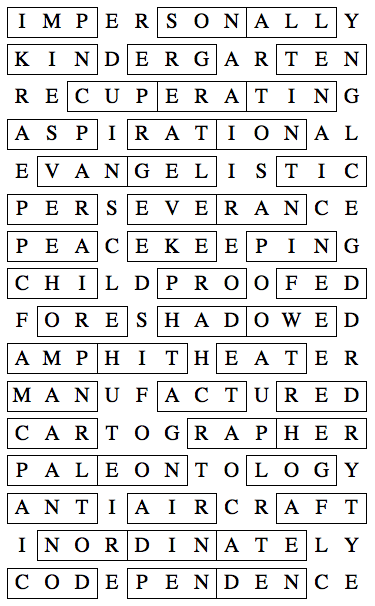 IMPERSONALLY
KINDERGARTEN
RECUPERATING
ASPIRATIONAL
EVANGELISTIC
PERSEVERANCE
PEACEKEEPING
CHILDPROOFED
FORESHADOWED
AMPHITHEATER
MANUFACTURED
CARTOGRAPHER
PALEONTOLOGY
ANTIAIRCRAFT
INORDINATELY
CODEPENDENCE